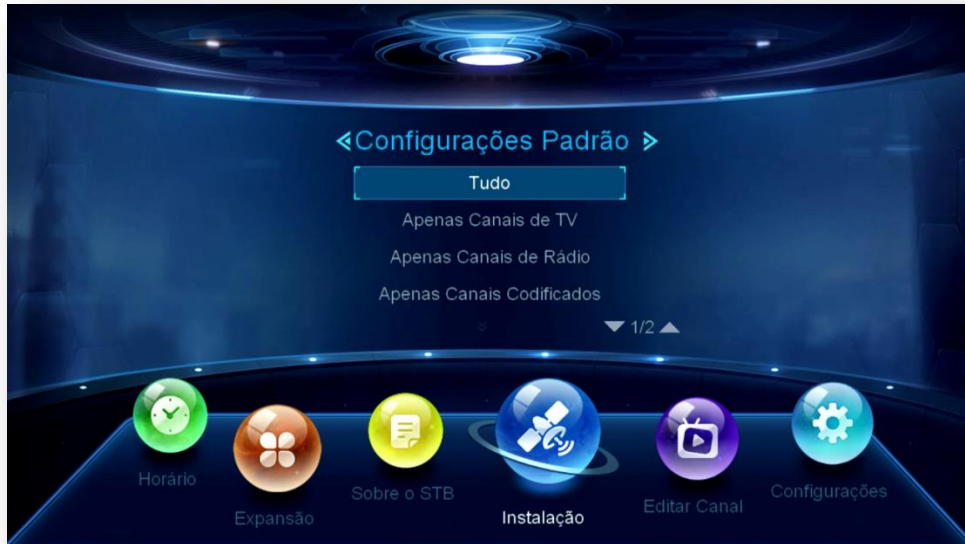 Configurações Padrão
Tudo
Apenas Canais de TV
Apenas Canais de Rádio
Apenas Canais Codificados
1/2
Horário
Expansão
Sobre o STB
Instalação
Editar Canal
Configurações